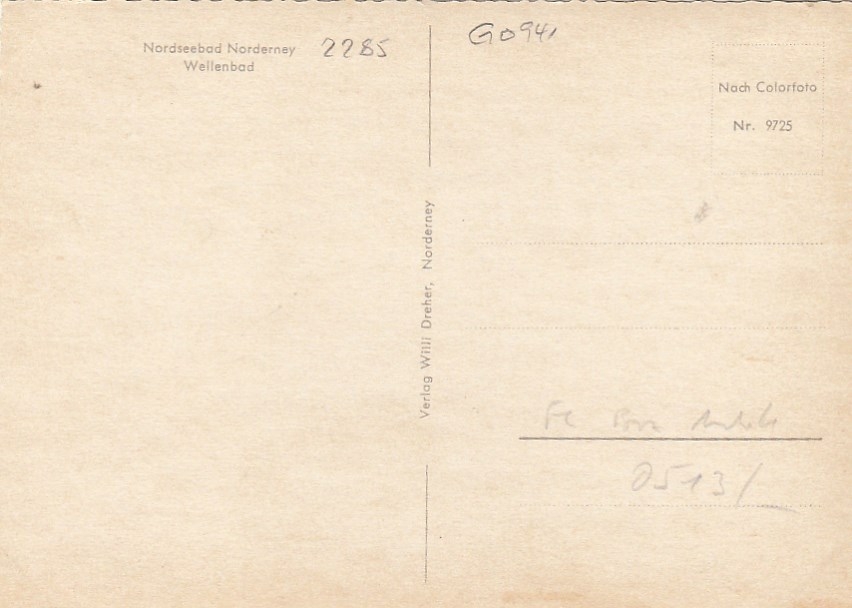 Nordseebad Norderney
Wellenbad
2285
G0941
Nach Colorfoto
Nr. 9725
Verlag Willi Dreher, Norderney
0513/